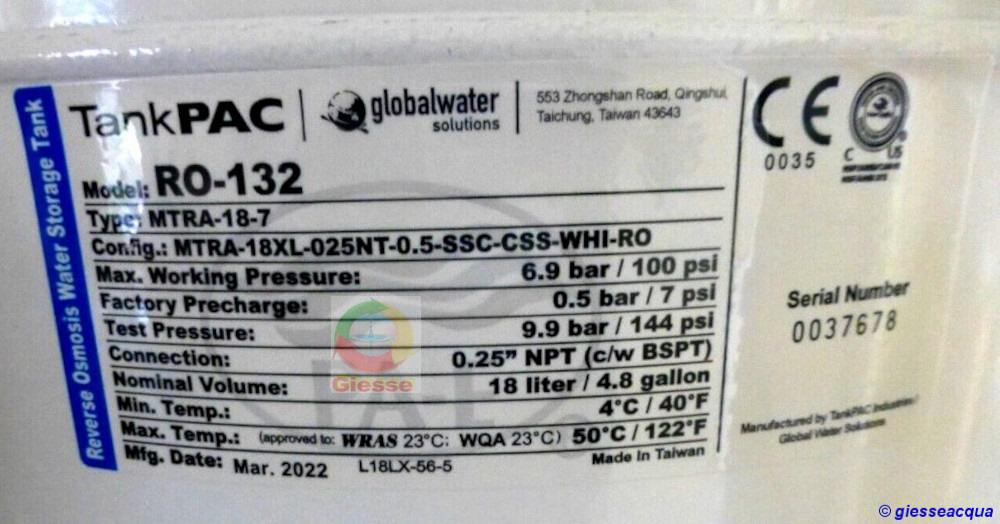 Reverse Osmosis Water Storage Tank
TankPAC
globalwater
solutions
553 Zhongshan Road, Qingshui,
Taichung, Taiwan 43643
Model: RO-132
Type: MTRA-18-7
Config.: MTRA-18XL-025NT-0.5-SSC-CSS-WHI-RO
Max. Working Pressure: 6.9 bar / 100 psi
Factory Precharge: 0.5 bar / 7 psi
Test Pressure: 9.9 bar / 144 psi
Connection: 0.25” NPT (c/w BSPT)
Nominal Volume: 18 liter / 4.8 gallon
Min. Temp.: 4°C / 40°F
Max. Temp.: (approved to: WRAS 23°C; WQA 23°C) 50°C / 122°F
Mfg. Date: Mar. 2022 L18LX-56-5 Made In Taiwan
CE
0035
C US
®
Serial Number
0037678
Manufactured by TankPAC Industries /
Global Water Solutions
Giesse
© giesseacqua